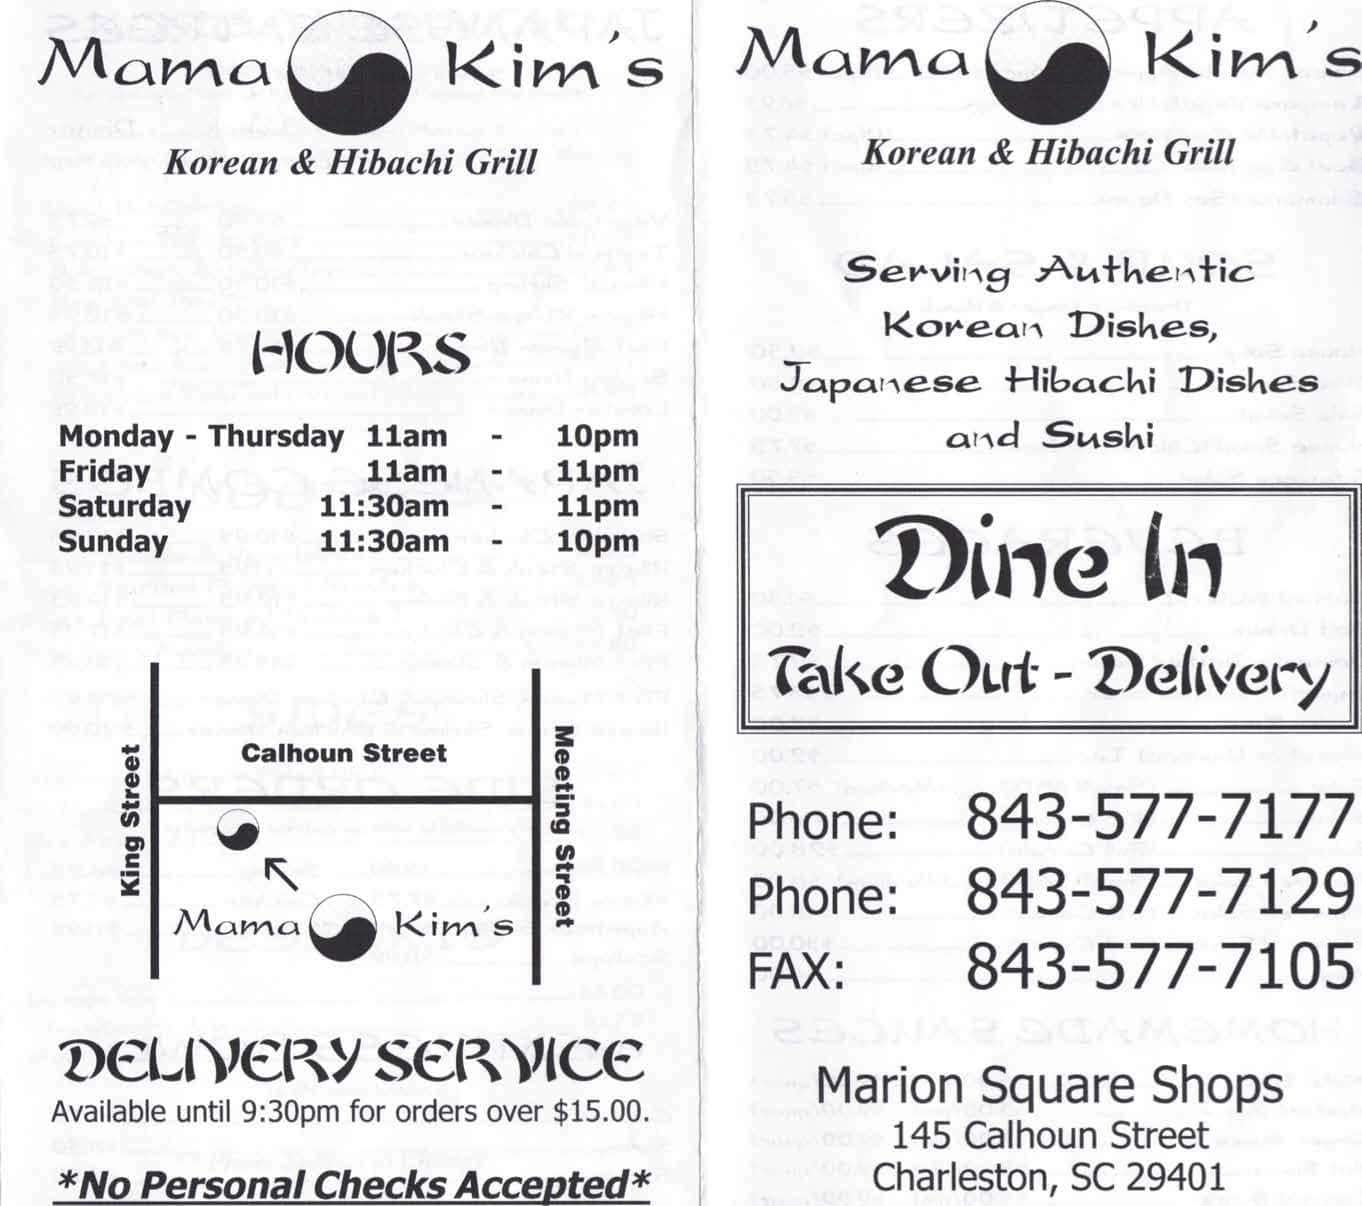 Mama Kim's
Korean & Hibachi Grill
HOURS
Monday - Thursday 11am - 10pm
Friday 11am - 11pm
Saturday 11:30am - 11pm
Sunday 11:30am 10pm
King Street
Calhoun Street
Meeting Street
Mama Kim's
DELIVERY SERVICE
Available until 9:30pm for orders over $15.00.
*No Personal Checks Accepted*
Mama Kim's
Korean & Hibachi Grill
Serving Authentic
Korean Dishes,
Japanese Hibachi Dishes
and Sushi
Dine In
Take Out - Delivery
Phone: 843-577-7177
Phone: 843-577-7129
FAX: 843-577-7105
Marion Square Shops
145 Calhoun Street
Charleston, SC 29401